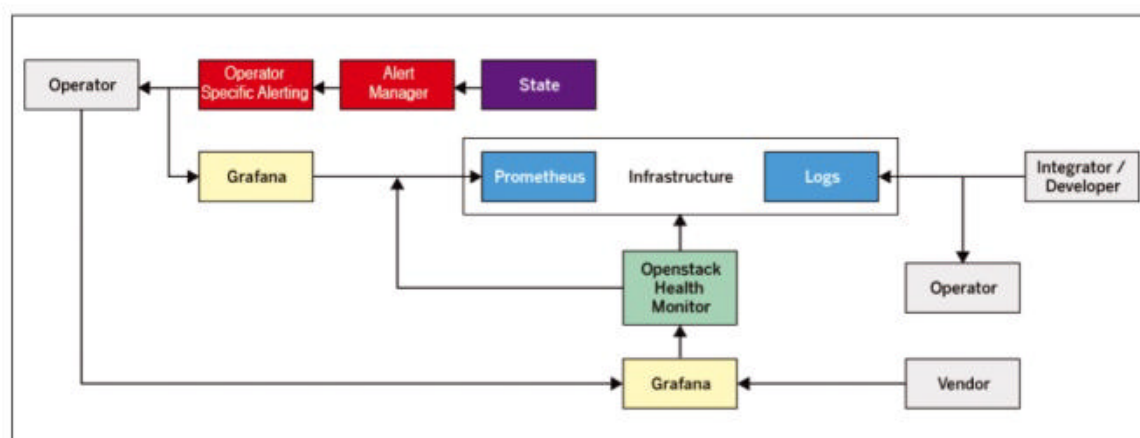 Operator
Operator
Specific Alerting
Alert
Manager
State
Grafana
Prometheus
Infrastructure
Logs
Integrator /
Developer
Openstack
Health
Monitor
Operator
Grafana
Vendor